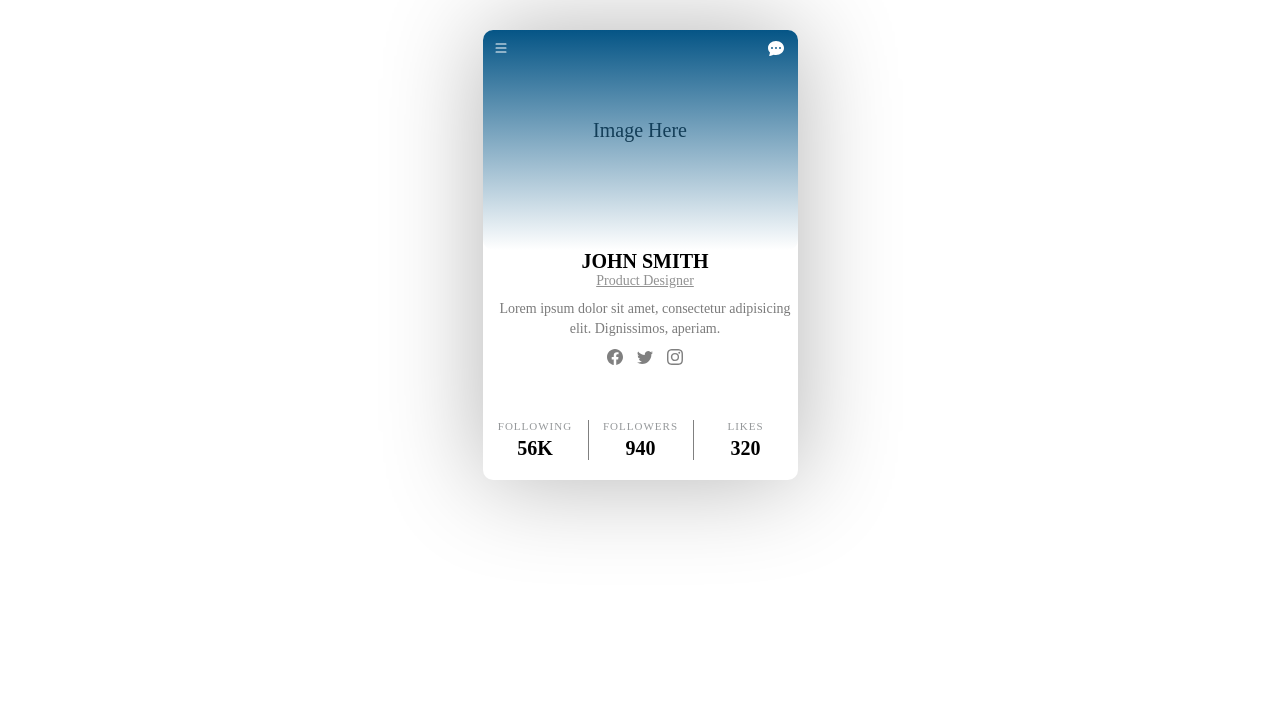 Image Here
JOHN SMITH
Product Designer
Lorem ipsum dolor sit amet, consectetur adipisicing
elit. Dignissimos, aperiam.
FOLLOWING FOLLOWERS LIKES
56K 940 320